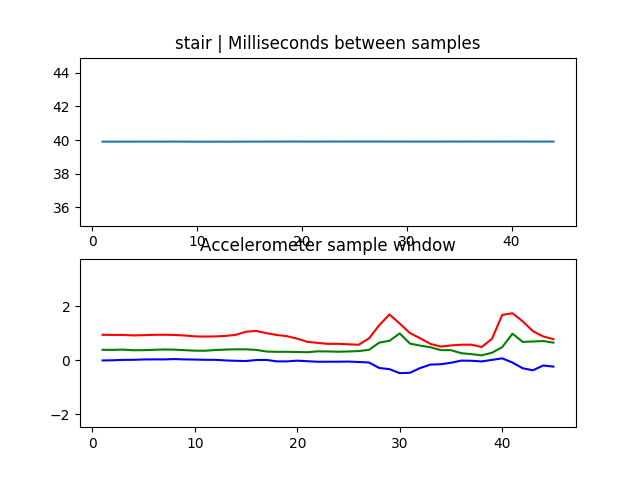 stair | Milliseconds between samples
44
42
40
38
36
0 10 20 30 40
Accelerometer sample window
2
0
−2
0 10 20 30 40